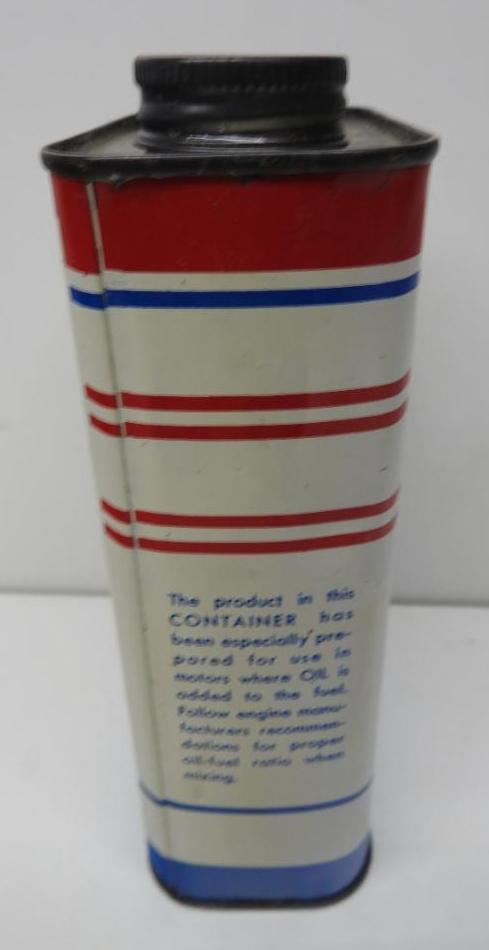 The product in this
CONTAINER has
been especially pre-
pared for use in
motors where OIL is
added to the fuel.
Follow engine manu-
facturers recommen-
dations for proper
oil-fuel ratio when
mixing.